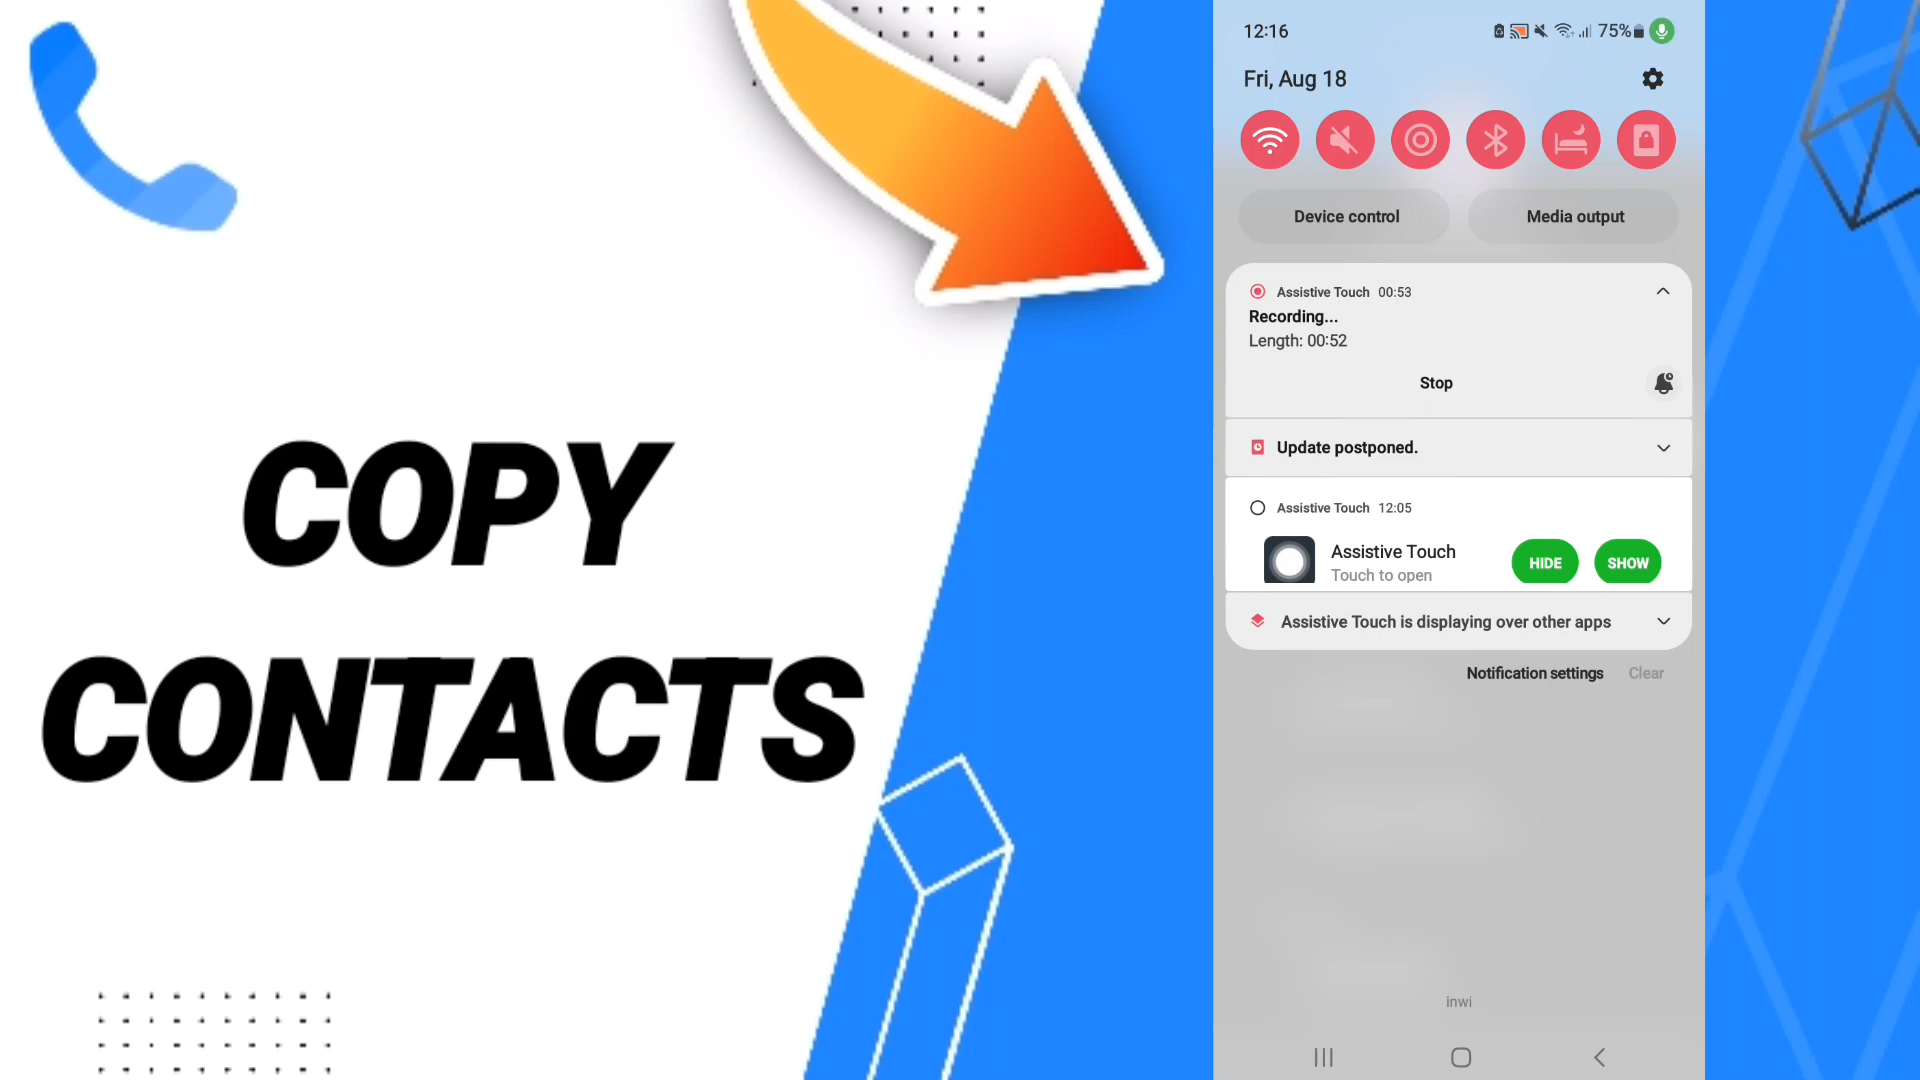 COPY
CONTACTS
12:16
75%
Fri, Aug 18
Device control
Media output
Assistive Touch 00:53
Recording...
Length: 00:52
Stop
Update postponed.
Assistive Touch 12:05
Assistive Touch
Touch to open
HIDE
SHOW
Assistive Touch is displaying over other apps
Notification settings
Clear
inwi